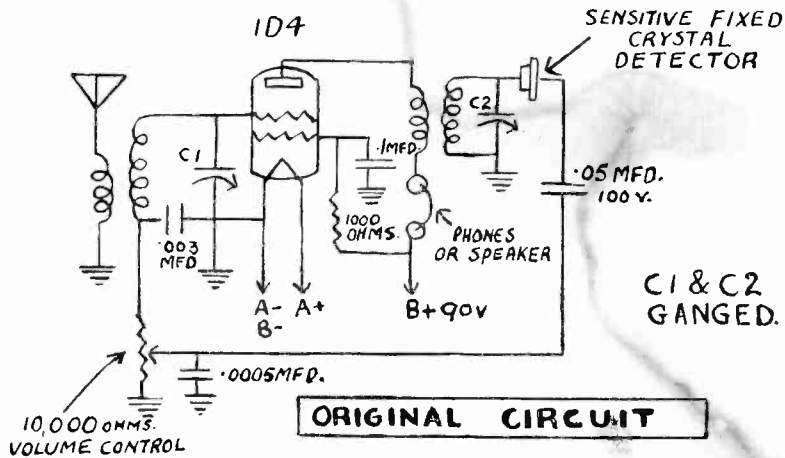 1D4
SENSITIVE FIXED
CRYSTAL
DETECTOR
C1
.1MFD.
C2
.05 MFD.
100 V.
.003
MFD
1000
OHMS.
PHONES
OR SPEAKER
A-
B-
A+
B+90V
C1 & C2
GANGED.
.0005MFD.
10,000 OHMS.
VOLUME CONTROL
ORIGINAL CIRCUIT